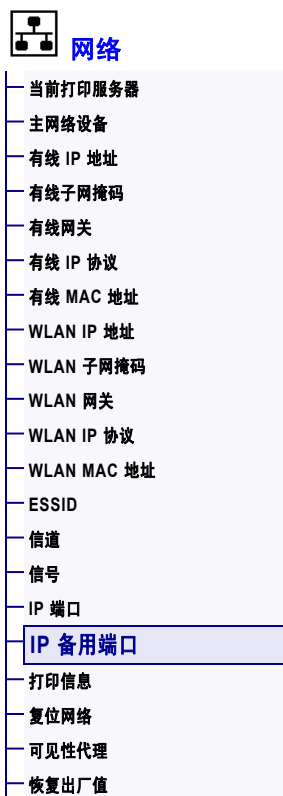 网络
当前打印服务器
主网络设备
有线 IP 地址
有线子网掩码
有线网关
有线 IP 协议
有线 MAC 地址
WLAN IP 地址
WLAN 子网掩码
WLAN 网关
WLAN IP 协议
WLAN MAC 地址
ESSID
信道
信号
IP 端口
IP 备用端口
打印信息
复位网络
可见性代理
恢复出厂值